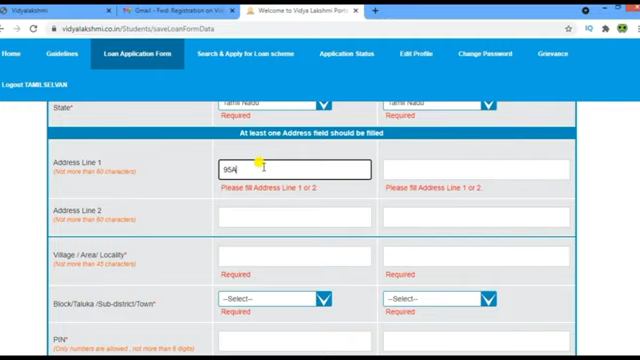 Vidyalakshmi
Gmail - Fwd: Registration on Vidya
Welcome to Vidya Lakshmi Porta
vidyalakshmi.co.in/Students/saveLoanFormData
Home
Guidelines
Loan Application Form
Search & Apply for Loan scheme
Application Status
Edit Profile
Change Password
Grievance
Logout TAMILSELVAN
State*
Tamil Nadu
Tamil Nadu
Required
Required
At least one Address field should be filled
Address Line 1
(Not more than 60 characters)
95A
Please fill Address Line 1 or 2
Please fill Address Line 1 or 2.
Address Line 2
(Not more than 60 characters)
Village / Area/ Locality*
(Not more than 45 characters)
Required
Required
Block/Taluka /Sub-district/Town*
--Select--
--Select--
Required
Required
PIN*
(Only numbers are allowed , not more than 6 digits)